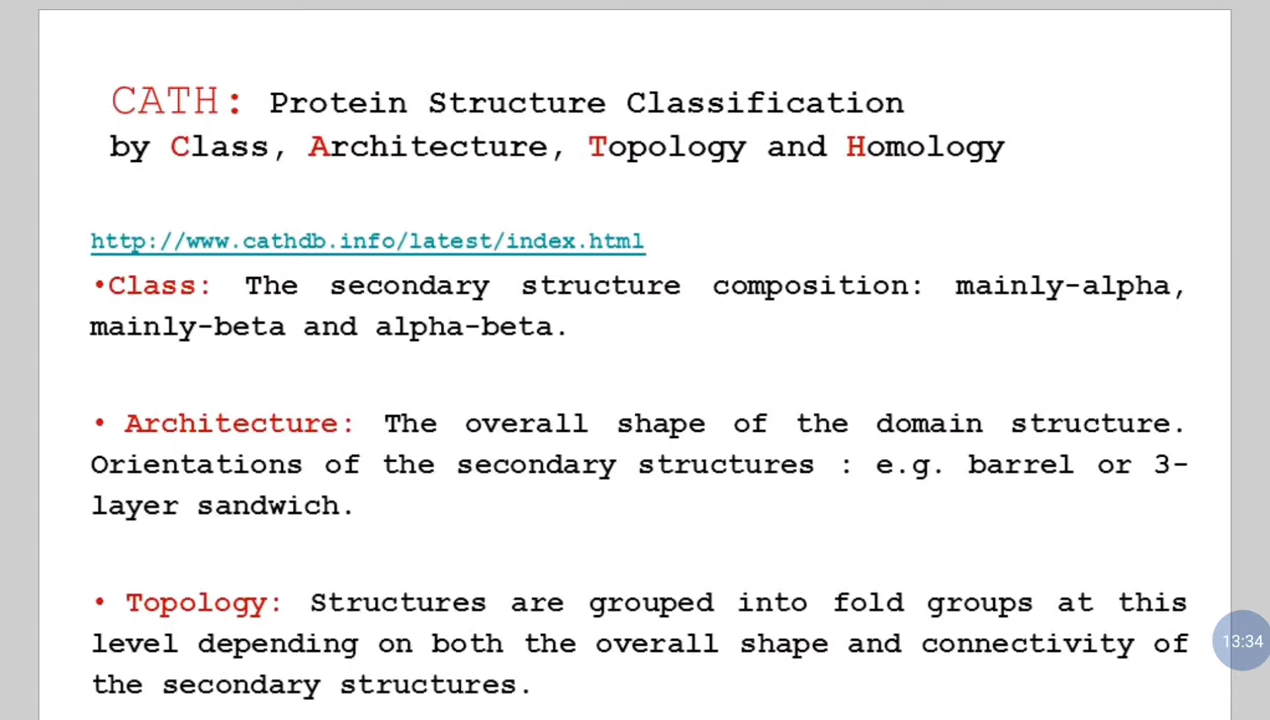 CATH: Protein Structure Classification
by Class, Architecture, Topology and Homology
http://www.cathdb.info/latest/index.html
•Class: The secondary structure composition: mainly-alpha,
mainly-beta and alpha-beta.
• Architecture: The overall shape of the domain structure.
Orientations of the secondary structures : e.g. barrel or 3-
layer sandwich.
• Topology: Structures are grouped into fold groups at this
level depending on both the overall shape and connectivity of
the secondary structures.
13:34